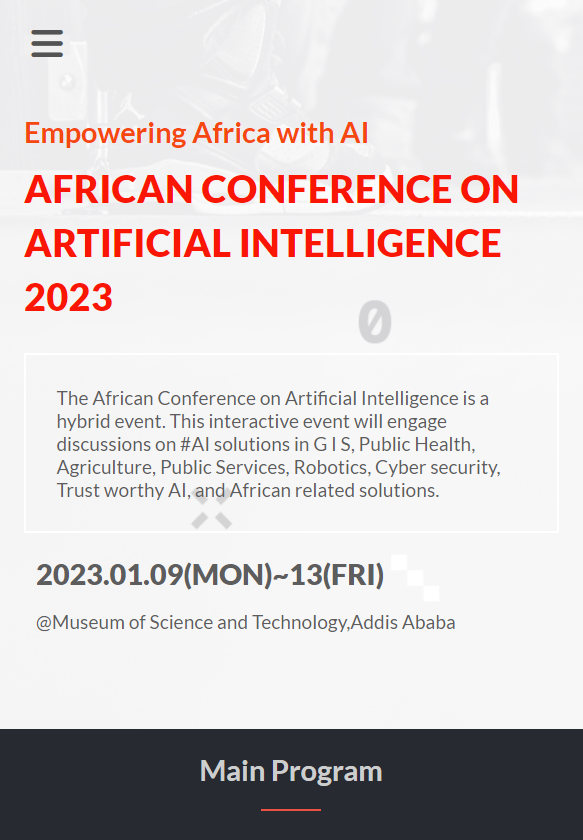 Empowering Africa with AI
AFRICAN CONFERENCE ON
ARTIFICIAL INTELLIGENCE
2023
0
The African Conference on Artificial Intelligence is a
hybrid event. This interactive event will engage
discussions on #AI solutions in G I S, Public Health,
Agriculture, Public Services, Robotics, Cyber security,
Trust worthy AI, and African related solutions.
2023.01.09(MON)~13(FRI)
@Museum of Science and Technology,Addis Ababa
Main Program